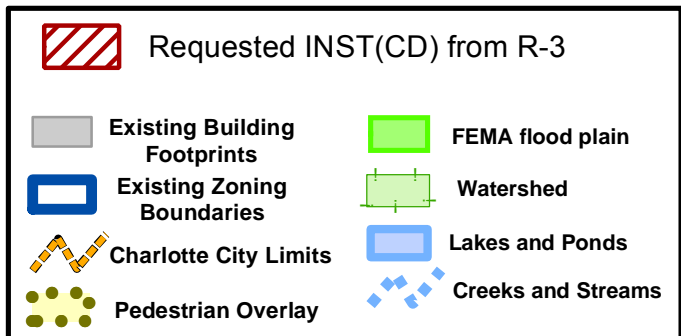 Requested INST(CD) from R-3
Existing Building
Footprints
Existing Zoning
Boundaries
Charlotte City Limits
Pedestrian Overlay
FEMA flood plain
Watershed
Lakes and Ponds
Creeks and Streams